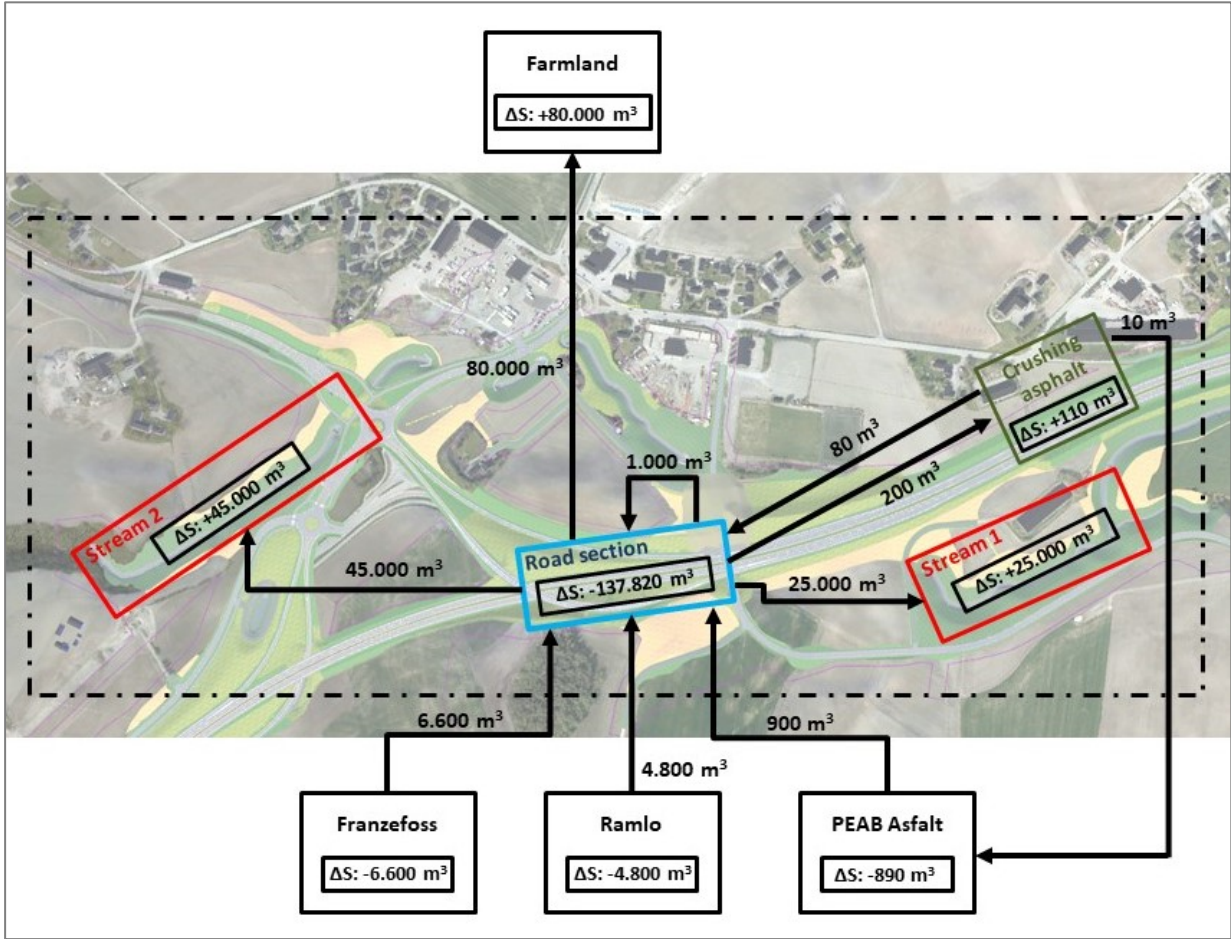 Farmland
ΔS: +80.000 m³
80.000 m³
10 m³
Crushing
asphalt
ΔS: +110 m³
80 m³
200 m³
1.000 m³
Stream 2
ΔS: +45.000 m³
45.000 m³
Road section
ΔS: -137.820 m³
25.000 m³
Stream 1
ΔS: +25.000 m³
6.600 m³
4.800 m³
900 m³
Franzefoss
ΔS: -6.600 m³
Ramlo
ΔS: -4.800 m³
PEAB Asfalt
ΔS: -890 m³